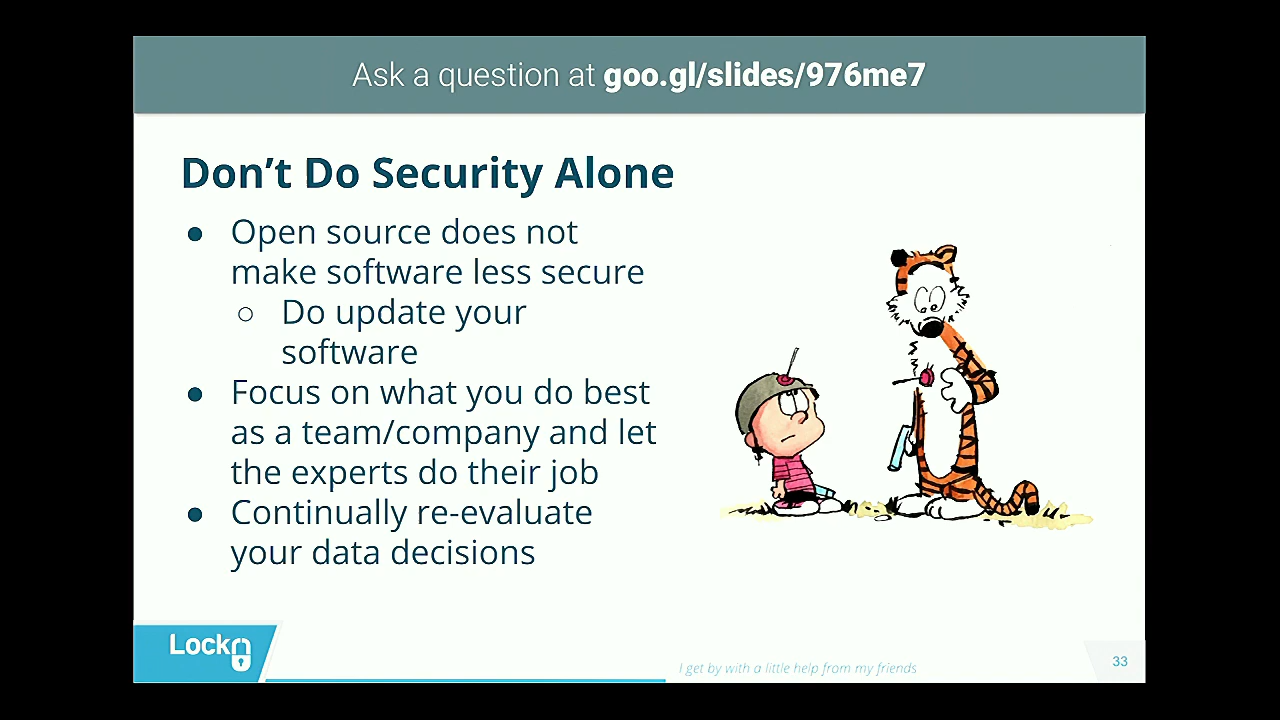 Ask a question at goo.gl/slides/976me7
Don't Do Security Alone
● Open source does not
make software less secure
○ Do update your
software
● Focus on what you do best
as a team/company and let
the experts do their job
● Continually re-evaluate
your data decisions
Lockr
I get by with a little help from my friends
33